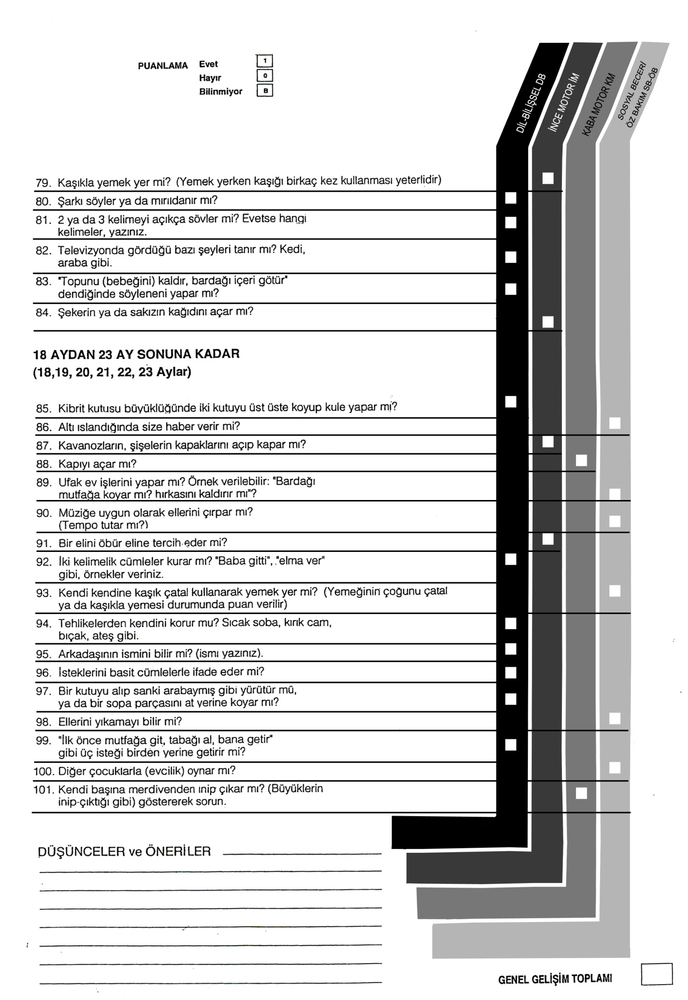 PUANLAMA Evet 1
Hayır 0
Bilinmiyor B
DİL-BİLİŞSEL DB
İNCE MOTOR İM
KABA MOTOR KM
SOSYAL BECERİ
ÖZ BAKIM SB-ÖB
79. Kaşıkla yemek yer mi? (Yemek yerken kaşığı birkaç kez kullanması yeterlidir)
80. Şarkı söyler ya da mırıldanır mı?
81. 2 ya da 3 kelimeyi açıkça sövler mi? Evetse hangi
kelimeler, yazınız.
82. Televizyonda gördüğü bazı şeyleri tanır mı? Kedi,
araba gibi.
83. "Topunu (bebeğini) kaldır, bardağı içeri götür"
dendiğinde söyleneni yapar mı?
84. Şekerin ya da sakızın kağıdını açar mı?
18 AYDAN 23 AY SONUNA KADAR
(18,19, 20, 21, 22, 23 Aylar)
85. Kibrit kutusu büyüklüğünde iki kutuyu üst üste koyup kule yapar mı?
86. Altı ıslandığında size haber verir mi?
87. Kavanozların, şişelerin kapaklarını açıp kapar mı?
88. Kapıyı açar mı?
89. Ufak ev işlerini yapar mı? Örnek verilebilir: "Bardağı
mutfağa koyar mı? hırkasını kaldırır mı"?
90. Müziğe uygun olarak ellerini çırpar mı?
(Tempo tutar mı?)
91. Bir elini öbür eline tercih eder mi?
92. İki kelimelik cümleler kurar mı? "Baba gitti", "elma ver"
gibi, örnekler veriniz.
93. Kendi kendine kaşık çatal kullanarak yemek yer mi? (Yemeğinin çoğunu çatal
ya da kaşıkla yemesi durumunda puan verilir)
94. Tehlikelerden kendini korur mu? Sıcak soba, kırık cam,
bıçak, ateş gibi.
95. Arkadaşının ismini bilir mi? (ismi yazınız).
96. İsteklerini basit cümlelerle ifade eder mi?
97. Bir kutuyu alıp sanki arabaymış gibi yürütür mü,
ya da bir sopa parçasını at yerine koyar mı?
98. Ellerini yıkamayı bilir mi?
99. "İlk önce mutfağa git, tabağı al, bana getir"
gibi üç isteği birden yerine getirir mi?
100. Diğer çocuklarla (evcilik) oynar mı?
101. Kendi başına merdivenden inip çıkar mı? (Büyüklerin
inip-çıktığı gibi) göstererek sorun.
DÜŞÜNCELER ve ÖNERİLER
GENEL GELİŞİM TOPLAMI